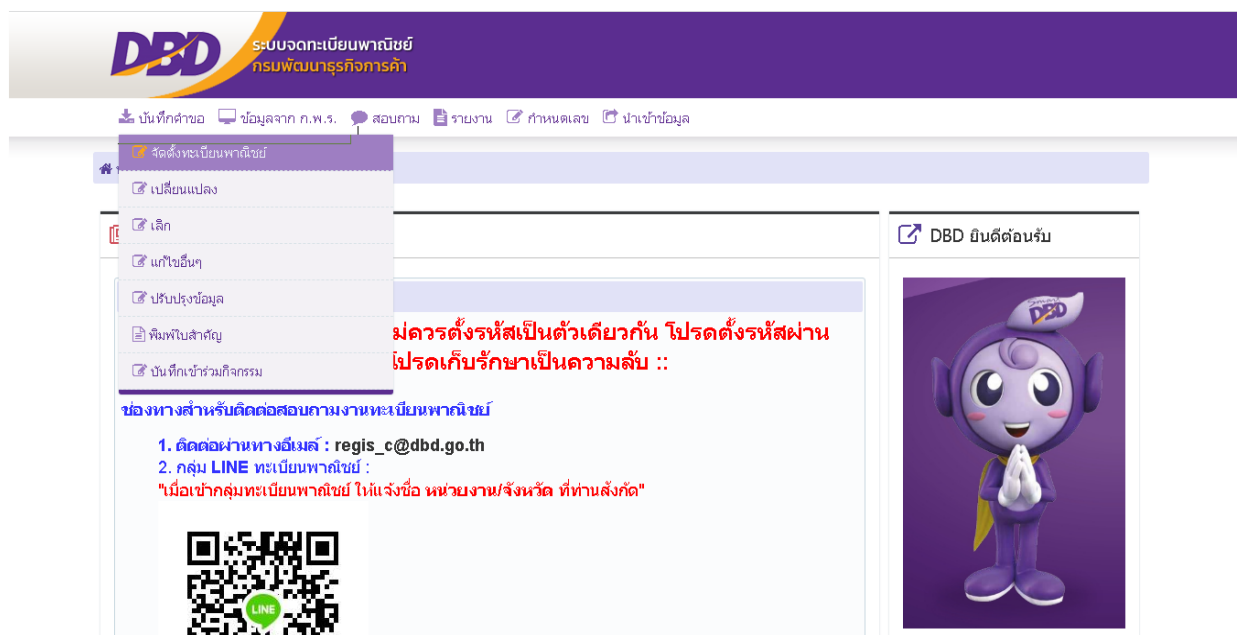 DBD
ระบบจดทะเบียนพาณิชย์
กรมพัฒนาธุรกิจการค้า
บันทึกคำขอ ข้อมูลจาก ก.พ.ร. สอบถาม รายงาน กำหนดเลข นำเข้าข้อมูล
จัดตั้งทะเบียนพาณิชย์
เปลี่ยนแปลง
เลิก
แก้ไขอื่นๆ
ปรับปรุงข้อมูล
พิมพ์ใบสำคัญ
บันทึกเข้าร่วมกิจกรรม
DBD ยินดีต้อนรับ
Smart DBD
ม่ควรตั้งรหัสเป็นตัวเดียวกัน โปรดตั้งรหัสผ่าน
โปรดเก็บรักษาเป็นความลับ ::
ช่องทางสำหรับติดต่อสอบถามงานทะเบียนพาณิชย์
1. ติดต่อผ่านทางอีเมล์ : regis_c@dbd.go.th
2. กลุ่ม LINE ทะเบียนพาณิชย์ :
"เมื่อเข้ากลุ่มทะเบียนพาณิชย์ ให้แจ้งชื่อ หน่วยงาน/จังหวัด ที่ท่านสังกัด"
LINE